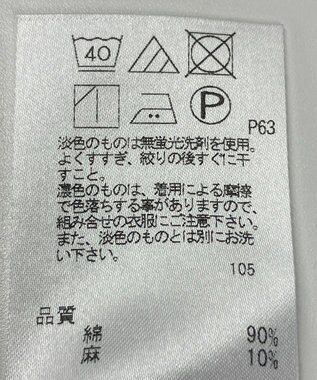 40
P
P63
淡色のものは無蛍光洗剤を使用。
よくすすぎ、絞りの後すぐに干
すこと。
濃色のものは、着用による摩擦
で色落ちする事がありますので、
組み合せの衣服にご注意下さい。
また、淡色のものとは別にお洗
い下さい。
105
品質
綿 90%
麻 10%